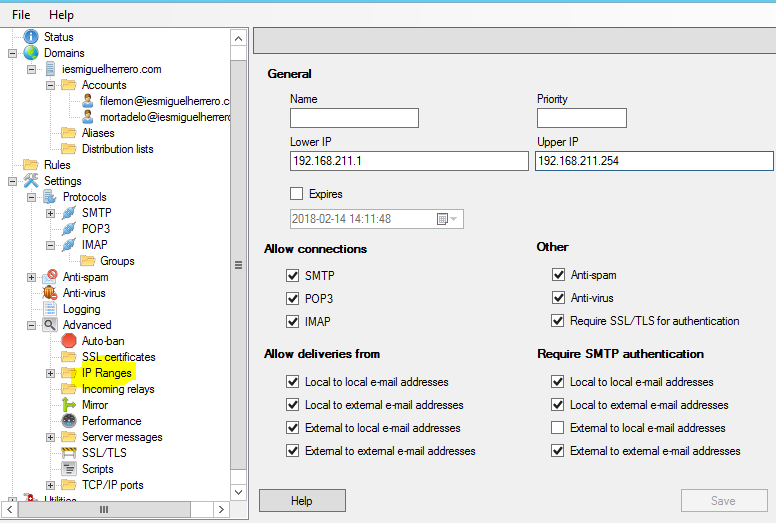 File Help
Status
Domains
iesmiguelherrero.com
Accounts
filemon@iesmiguelherrero.c
mortadelo@iesmiguelherrero
Aliases
Distribution lists
Rules
Settings
Protocols
SMTP
POP3
IMAP
Groups
Anti-spam
Anti-virus
Logging
Advanced
Auto-ban
SSL certificates
IP Ranges
Incoming relays
Mirror
Performance
Server messages
SSL/TLS
Scripts
TCP/IP ports
Utilities
General
Name Priority
Lower IP Upper IP
192.168.211.1 192.168.211.254
Expires
2018-02-14 14:11:48
Allow connections
SMTP
POP3
IMAP
Other
Anti-spam
Anti-virus
Require SSL/TLS for authentication
Allow deliveries from
Local to local e-mail addresses
Local to external e-mail addresses
External to local e-mail addresses
External to external e-mail addresses
Require SMTP authentication
Local to local e-mail addresses
Local to external e-mail addresses
External to local e-mail addresses
External to external e-mail addresses
Help Save